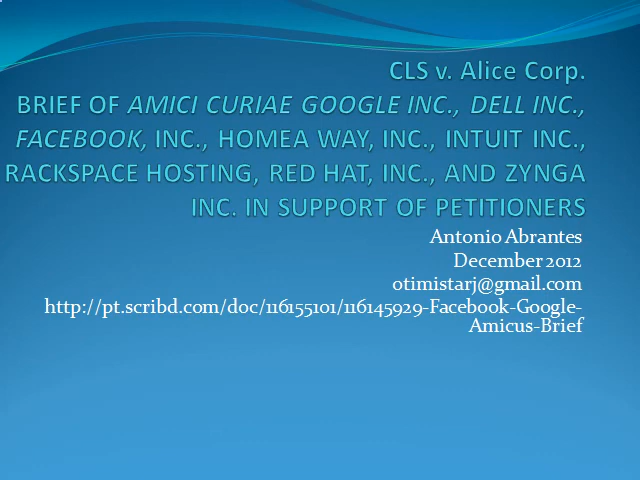 CLS v. Alice Corp.
BRIEF OF AMICI CURIAE GOOGLE INC., DELL INC.,
FACEBOOK, INC., HOMEA WAY, INC., INTUIT INC.,
RACKSPACE HOSTING, RED HAT, INC., AND ZYNGA
INC. IN SUPPORT OF PETITIONERS
Antonio Abrantes
December 2012
otimistarj@gmail.com
http://pt.scribd.com/doc/116155101/116145929-Facebook-Google-
Amicus-Brief